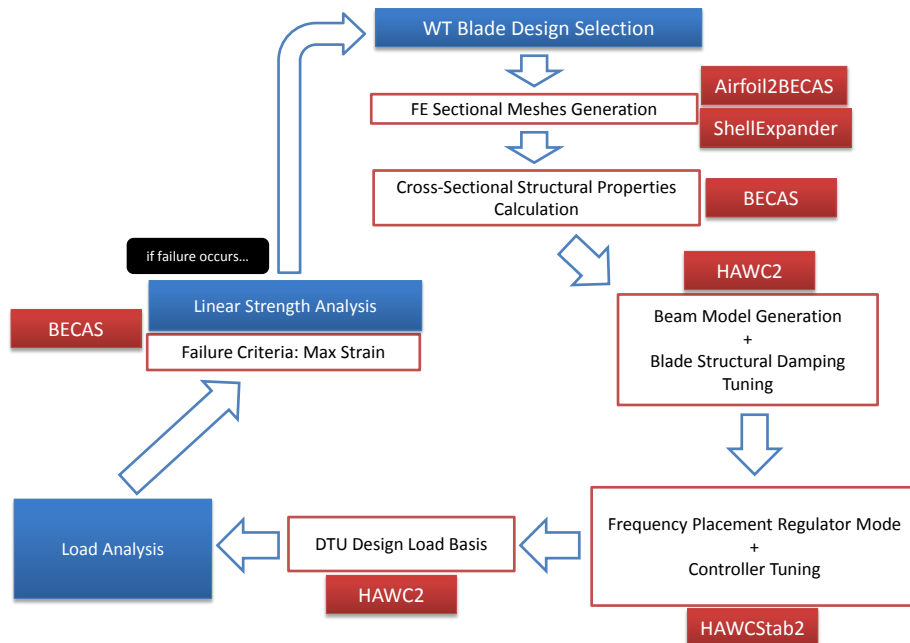 WT Blade Design Selection
Airfoil2BECAS
FE Sectional Meshes Generation
ShellExpander
Cross-Sectional Structural Properties
Calculation
BECAS
if failure occurs…
HAWC2
Linear Strength Analysis
BECAS
Failure Criteria: Max Strain
Beam Model Generation
+
Blade Structural Damping
Tuning
Load Analysis
DTU Design Load Basis
HAWC2
Frequency Placement Regulator Mode
+
Controller Tuning
HAWCStab2